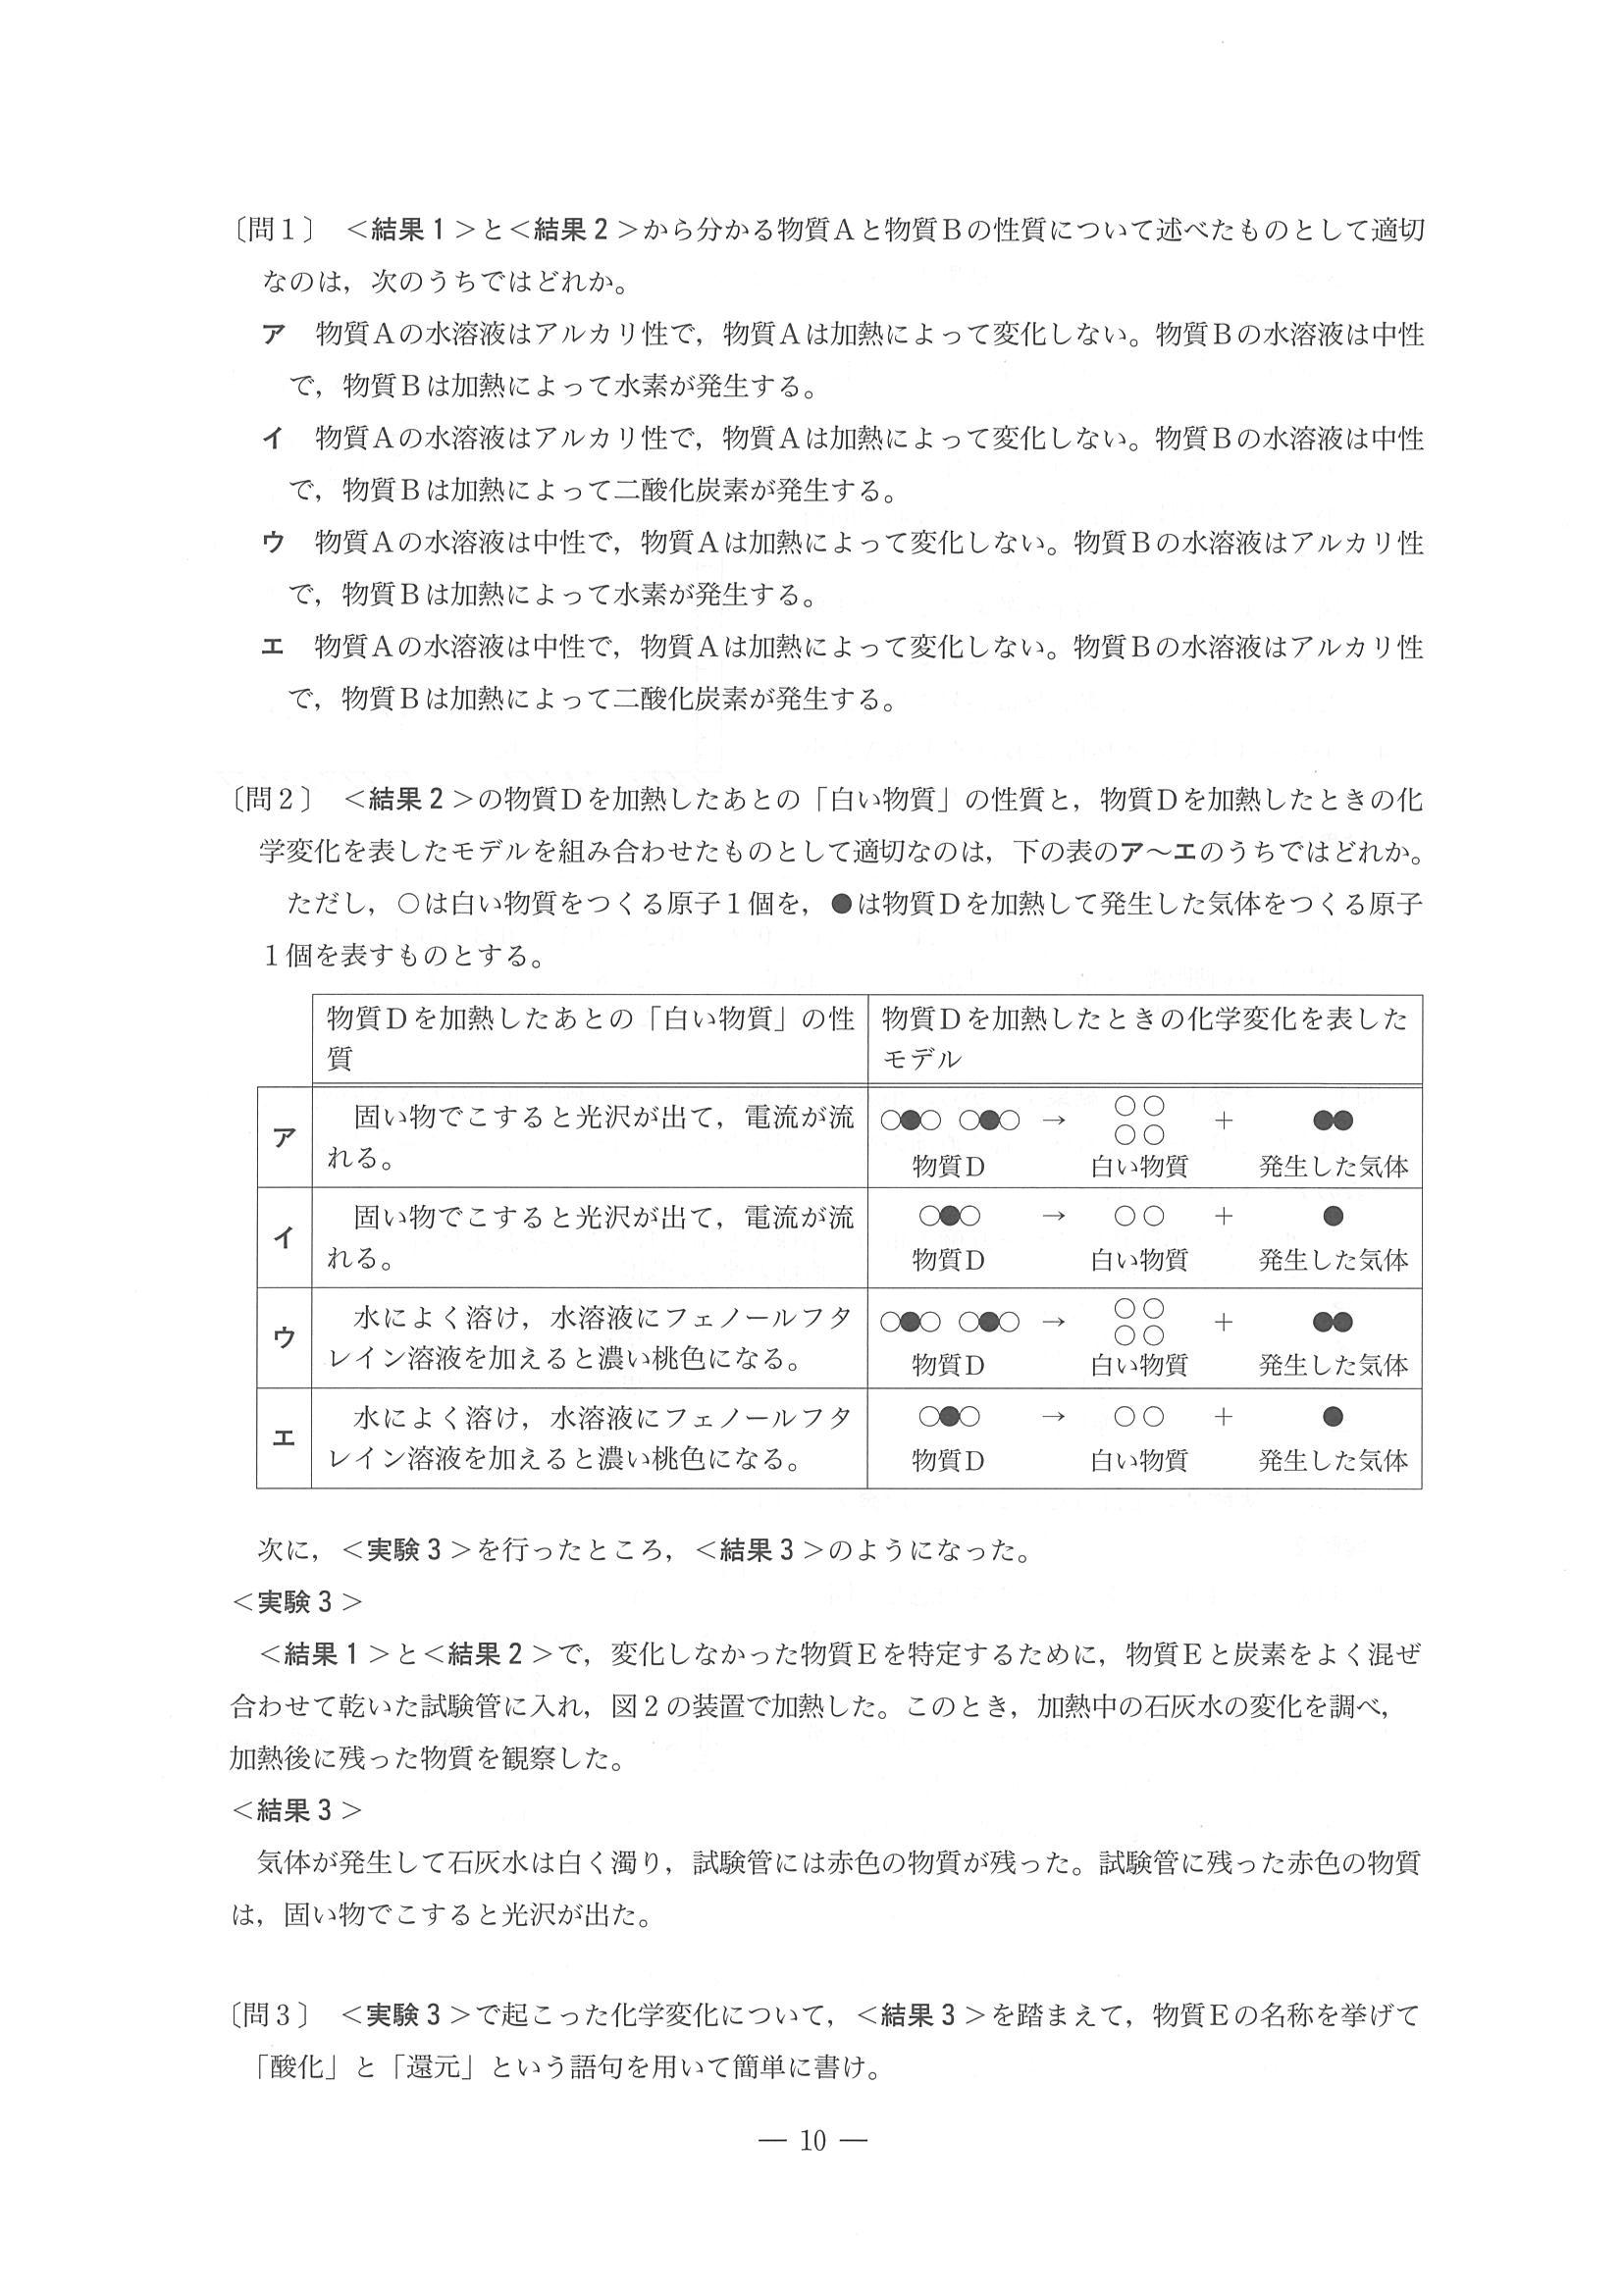 〔問１〕 ＜結果１＞と＜結果２＞から分かる物質Ａと物質Ｂの性質について述べたものとして適切
なのは，次のうちではどれか。
ア 物質Ａの水溶液はアルカリ性で，物質Ａは加熱によって変化しない。物質Ｂの水溶液は中性
で，物質Ｂは加熱によって水素が発生する。
イ 物質Ａの水溶液はアルカリ性で，物質Ａは加熱によって変化しない。物質Ｂの水溶液は中性
で，物質Ｂは加熱によって二酸化炭素が発生する。
ウ 物質Ａの水溶液は中性で，物質Ａは加熱によって変化しない。物質Ｂの水溶液はアルカリ性
で，物質Ｂは加熱によって水素が発生する。
エ 物質Ａの水溶液は中性で，物質Ａは加熱によって変化しない。物質Ｂの水溶液はアルカリ性
で，物質Ｂは加熱によって二酸化炭素が発生する。
〔問２〕 ＜結果２＞の物質Ｄを加熱したあとの「白い物質」の性質と，物質Ｄを加熱したときの化
学変化を表したモデルを組み合わせたものとして適切なのは，下の表のア～エのうちではどれか。
ただし，○は白い物質をつくる原子１個を，●は物質Ｄを加熱して発生した気体をつくる原子
１個を表すものとする。
物質Ｄを加熱したあとの「白い物質」の性
質
物質Ｄを加熱したときの化学変化を表した
モデル
ア
固い物でこすると光沢が出て，電流が流
れる。
○●○ ○●○ → ○○ ＋ ●●
○○
物質Ｄ 白い物質 発生した気体
イ
固い物でこすると光沢が出て，電流が流
れる。
○●○ → ○○ ＋ ●
物質Ｄ 白い物質 発生した気体
ウ
水によく溶け，水溶液にフェノールフタ
レイン溶液を加えると濃い桃色になる。
○●○ ○●○ → ○○ ＋ ●●
○○
物質Ｄ 白い物質 発生した気体
エ
水によく溶け，水溶液にフェノールフタ
レイン溶液を加えると濃い桃色になる。
○●○ → ○○ ＋ ●
物質Ｄ 白い物質 発生した気体
次に，＜実験３＞を行ったところ，＜結果３＞のようになった。
＜実験３＞
＜結果１＞と＜結果２＞で，変化しなかった物質Ｅを特定するために，物質Ｅと炭素をよく混ぜ
合わせて乾いた試験管に入れ，図２の装置で加熱した。このとき，加熱中の石灰水の変化を調べ，
加熱後に残った物質を観察した。
＜結果３＞
気体が発生して石灰水は白く濁り，試験管には赤色の物質が残った。試験管に残った赤色の物質
は，固い物でこすると光沢が出た。
〔問３〕 ＜実験３＞で起こった化学変化について，＜結果３＞を踏まえて，物質Ｅの名称を挙げて
「酸化」と「還元」という語句を用いて簡単に書け。
― 10 ―